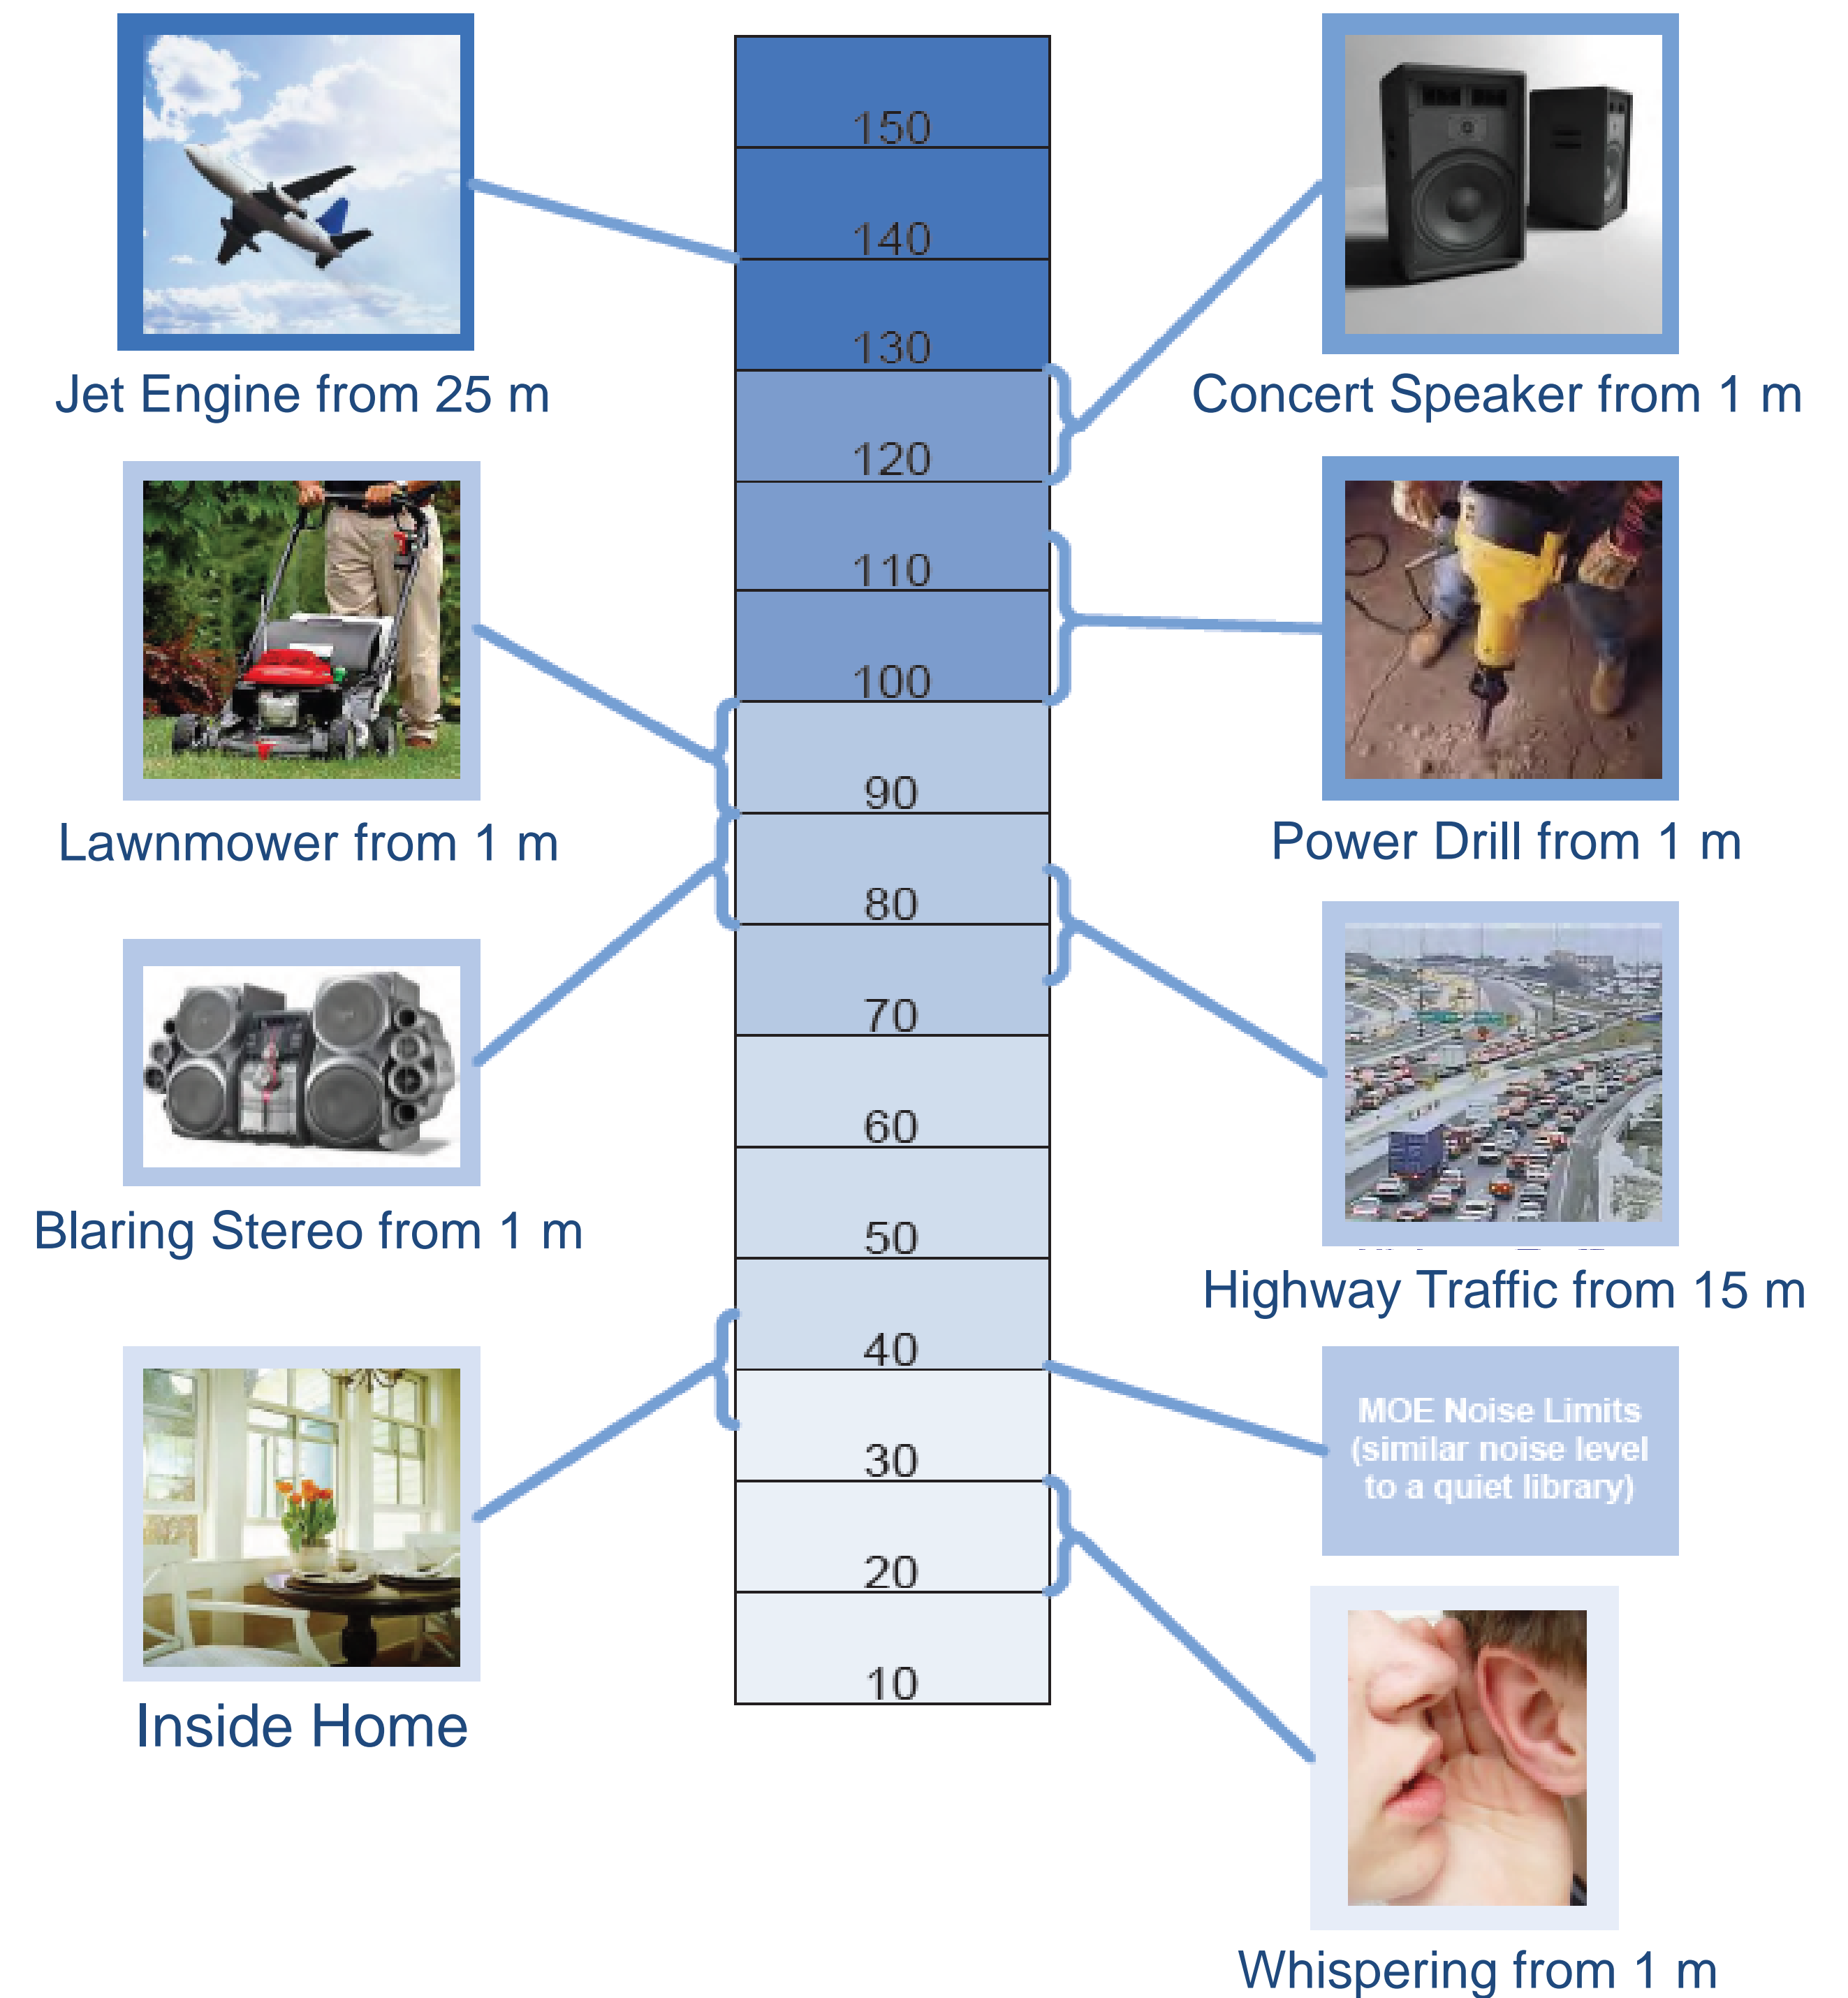 150
140
130
120
110
100
90
80
70
60
50
40
30
20
10
Jet Engine from 25 m
Concert Speaker from 1 m
Lawnmower from 1 m
Power Drill from 1 m
Blaring Stereo from 1 m
Highway Traffic from 15 m
MOE Noise Limits
(similar noise level
to a quiet library)
Inside Home
Whispering from 1 m